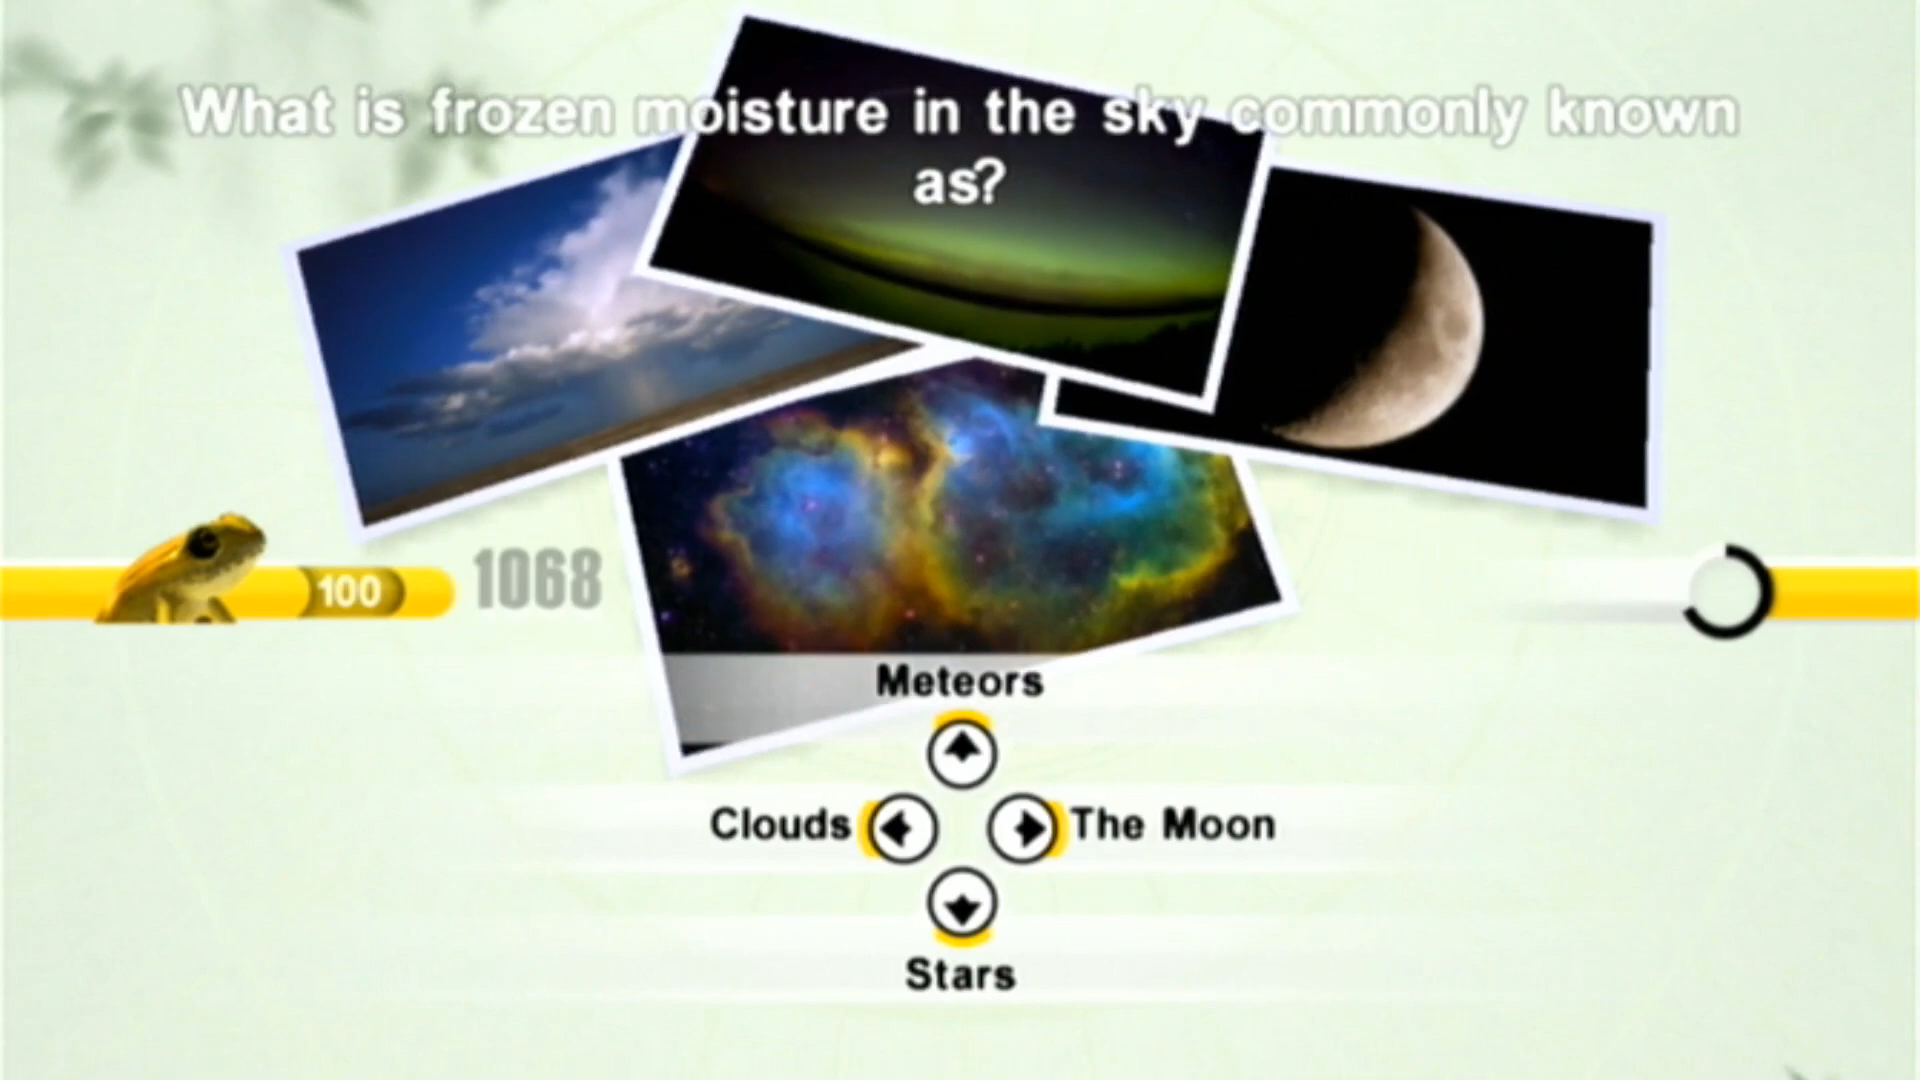 What is frozen moisture in the sky commonly known
as?
100
1068
Meteors
Clouds
The Moon
Stars